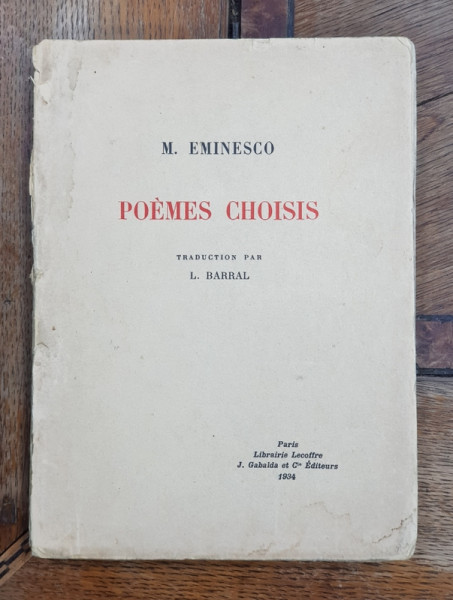 M. EMINESCO
POÈMES CHOISIS
TRADUCTION PAR
L. BARRAL
Paris
Librairie Lecoffre
J. Gabalda et Cie Éditeurs
1934